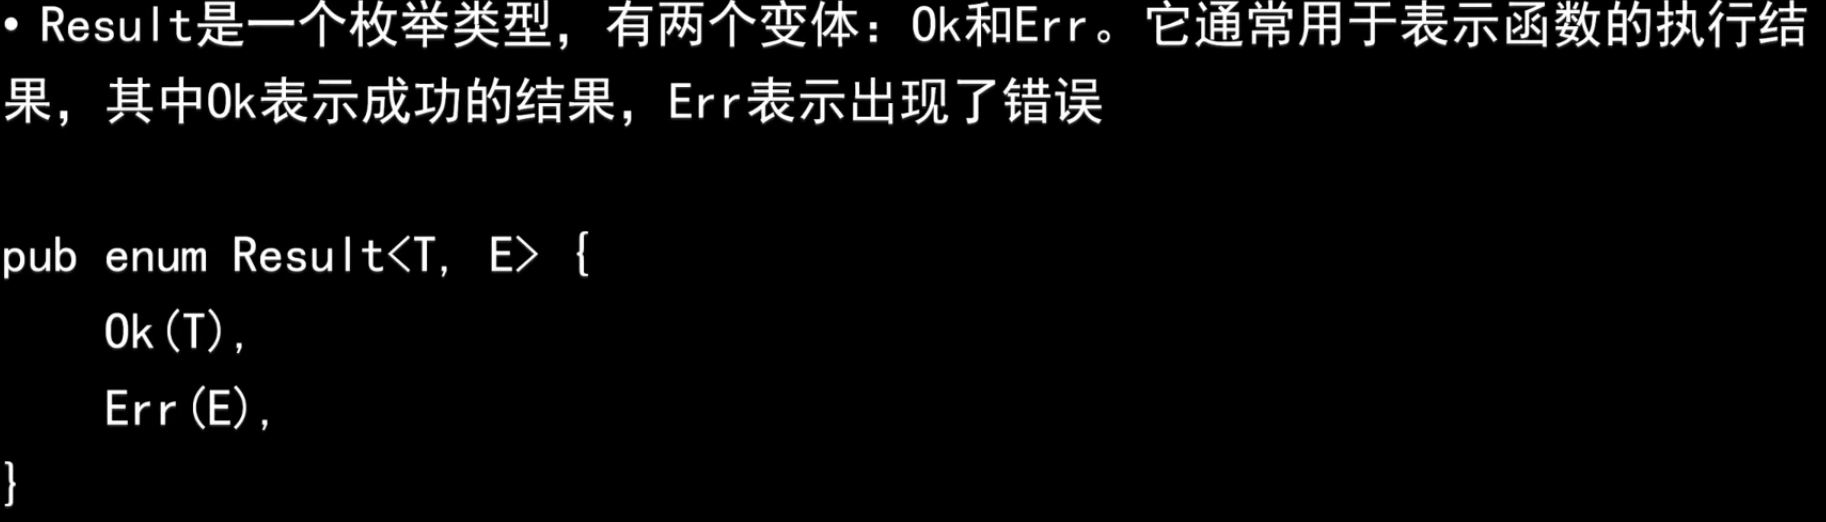 • Result是一个枚举类型，有两个变体：Ok和Err。它通常用于表示函数的执行结
果，其中Ok表示成功的结果，Err表示出现了错误
pub enum Result<T, E> {
    Ok(T),
    Err(E),
}